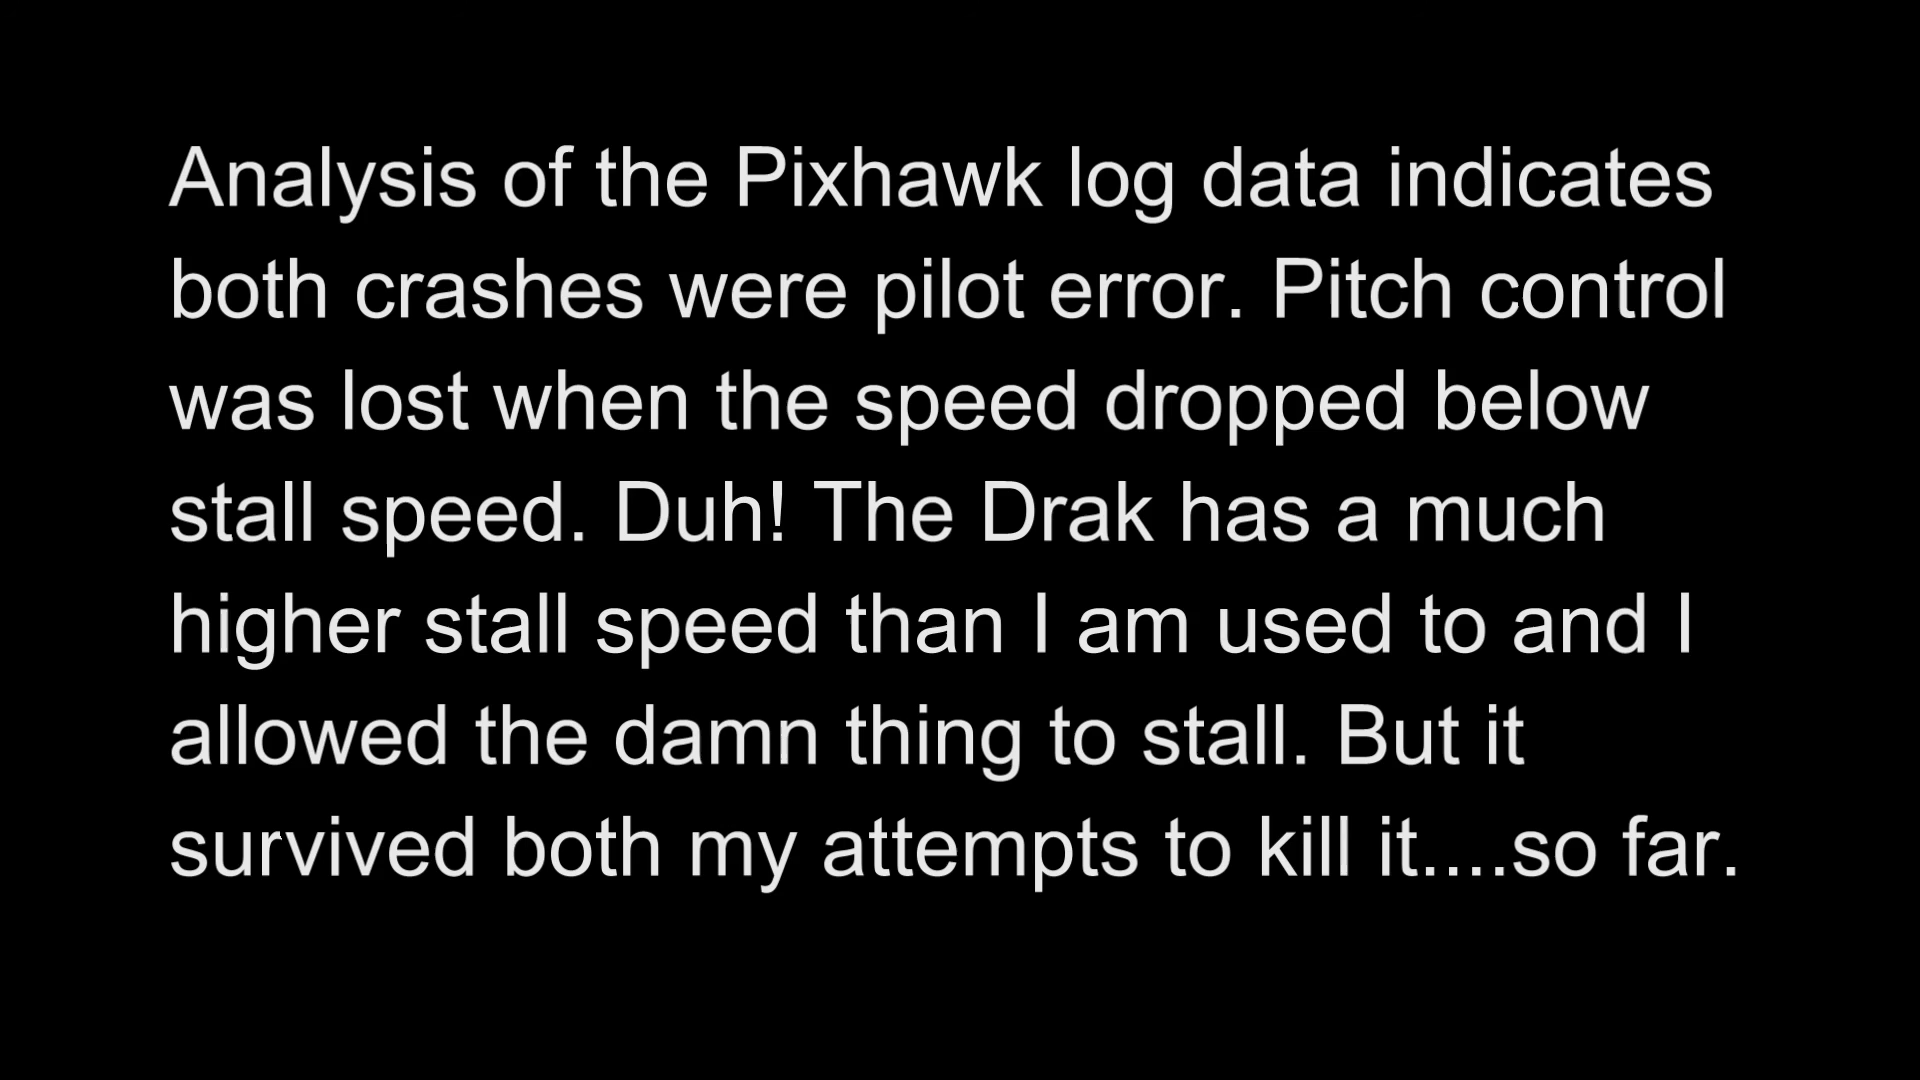 Analysis of the Pixhawk log data indicates
both crashes were pilot error. Pitch control
was lost when the speed dropped below
stall speed. Duh! The Drak has a much
higher stall speed than I am used to and I
allowed the damn thing to stall. But it
survived both my attempts to kill it....so far.